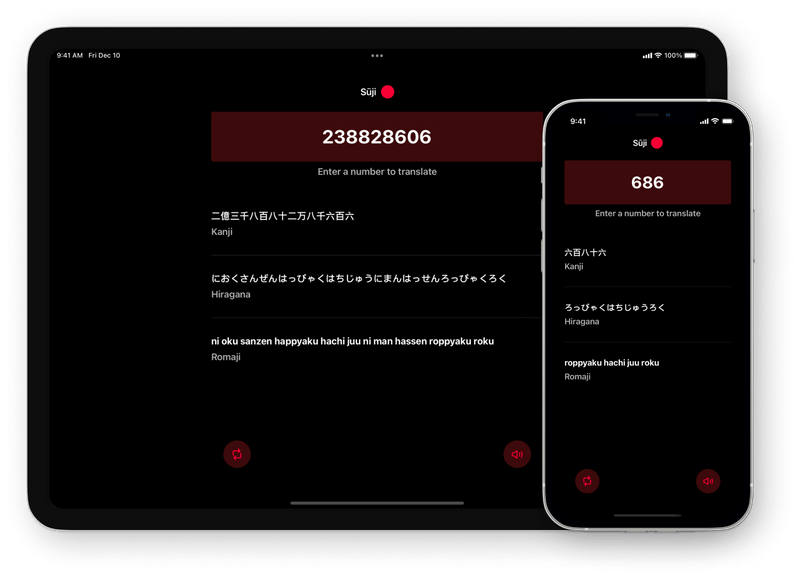 9:41 AM Fri Dec 10
100%
Sūji
238828606
Enter a number to translate
二億三千八百八十二万八千六百六
Kanji
におくさんぜんはっぴゃくはちじゅうにまんはっせんろっぴゃくろく
Hiragana
ni oku sanzen happyaku hachi juu ni man hassen roppyaku roku
Romaji
9:41
Sūji
686
Enter a number to translate
六百八十六
Kanji
ろっぴゃくはちじゅうろく
Hiragana
roppyaku hachi juu roku
Romaji